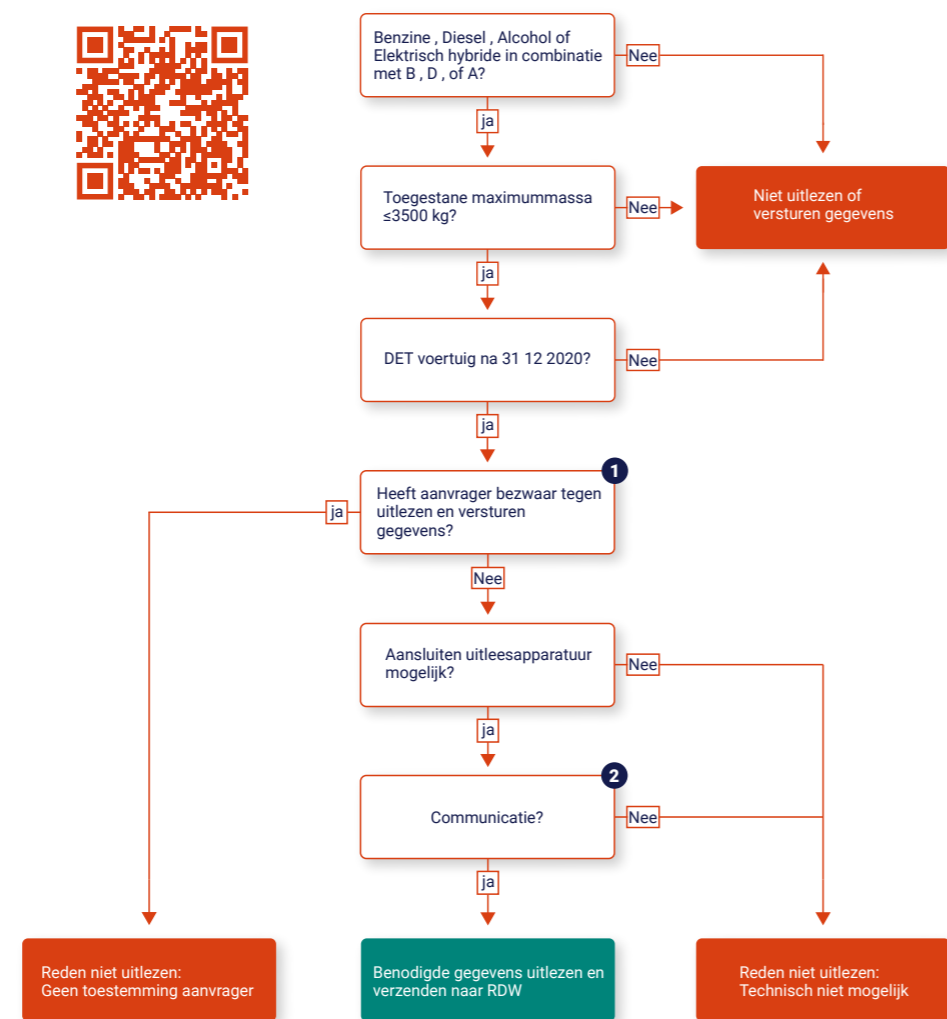 Benzine , Diesel , Alcohol of
Elektrisch hybride in combinatie
met B , D , of A?
Nee
ja
Toegestane maximummassa
≤3500 kg?
Nee
Niet uitlezen of
versturen gegevens
ja
DET voertuig na 31 12 2020?
Nee
ja
1
Heeft aanvrager bezwaar tegen
uitlezen en versturen
gegevens?
ja
Nee
Aansluiten uitleesapparatuur
mogelijk?
Nee
ja
2
Communicatie?
Nee
ja
Reden niet uitlezen:
Geen toestemming aanvrager
Benodigde gegevens uitlezen en
verzenden naar RDW
Reden niet uitlezen:
Technisch niet mogelijk